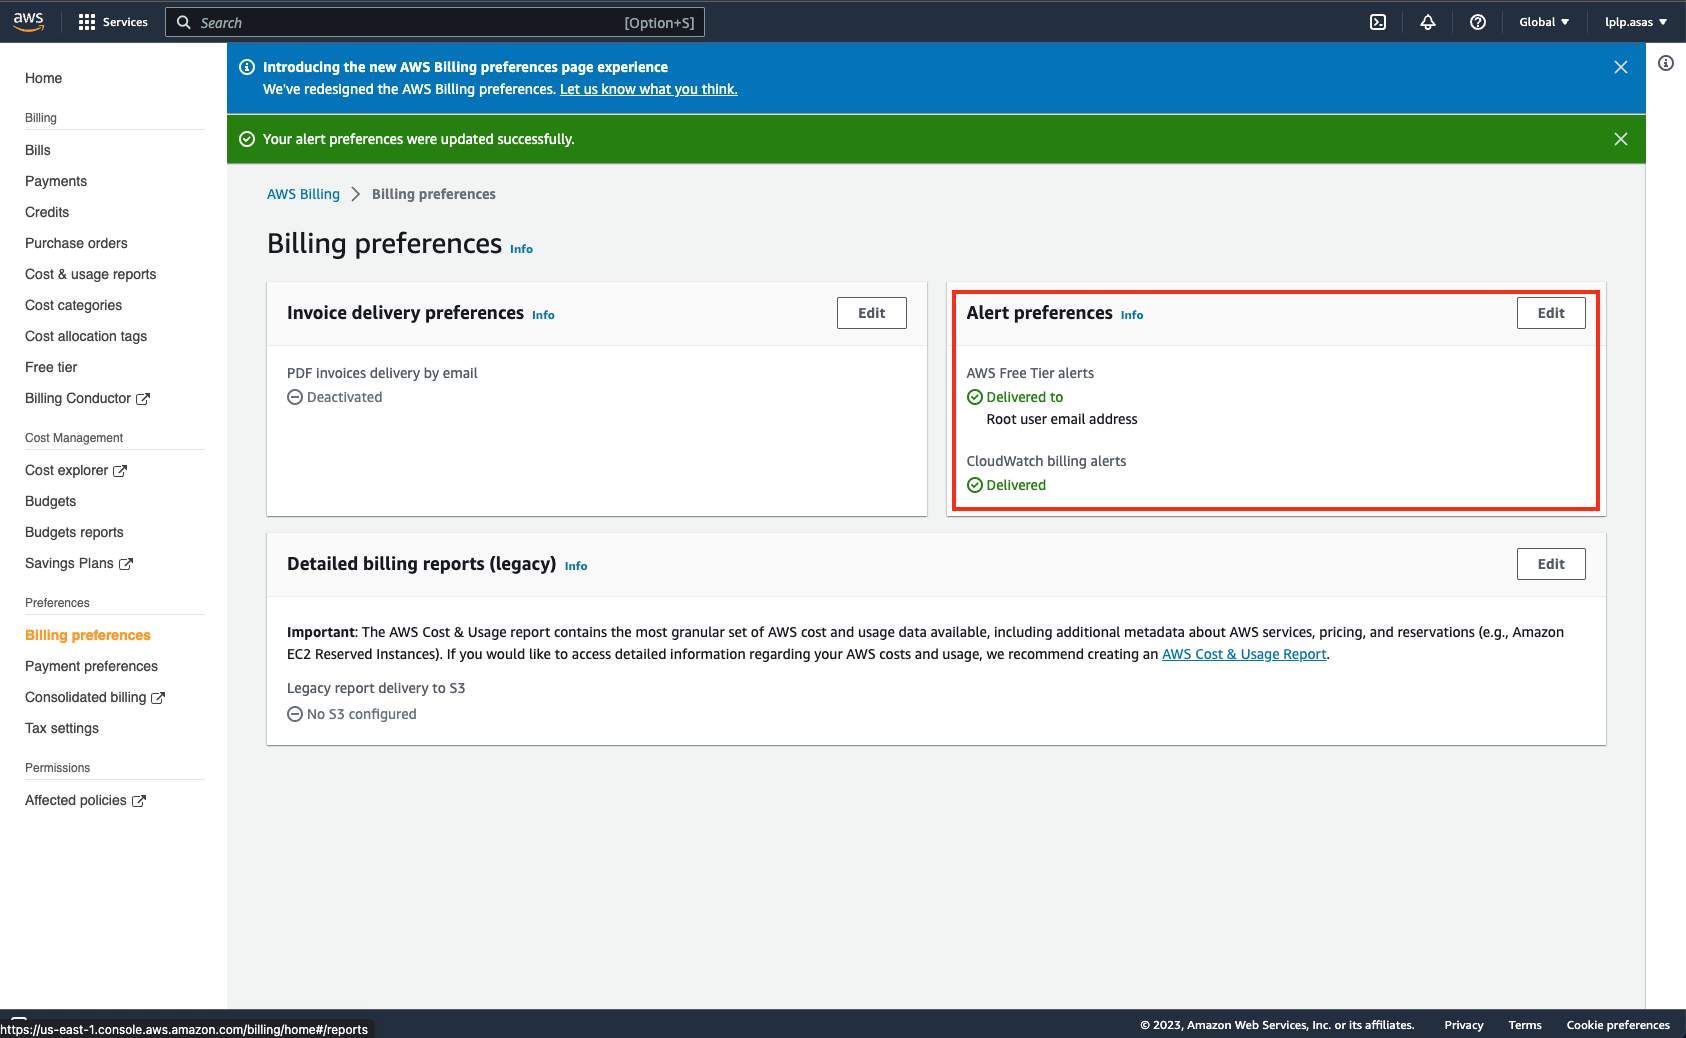 aws
Services
Search
[Option+S]
Global
lplp.asas
Home
Billing
Bills
Payments
Credits
Purchase orders
Cost & usage reports
Cost categories
Cost allocation tags
Free tier
Billing Conductor
Cost Management
Cost explorer
Budgets
Budgets reports
Savings Plans
Preferences
Billing preferences
Payment preferences
Consolidated billing
Tax settings
Permissions
Affected policies
Introducing the new AWS Billing preferences page experience
We've redesigned the AWS Billing preferences. Let us know what you think.
Your alert preferences were updated successfully.
AWS Billing
Billing preferences
Billing preferences Info
Invoice delivery preferences Info
Edit
PDF invoices delivery by email
Deactivated
Alert preferences Info
Edit
AWS Free Tier alerts
Delivered to
Root user email address
CloudWatch billing alerts
Delivered
Detailed billing reports (legacy) Info
Edit
Important: The AWS Cost & Usage report contains the most granular set of AWS cost and usage data available, including additional metadata about AWS services, pricing, and reservations (e.g., Amazon
EC2 Reserved Instances). If you would like to access detailed information regarding your AWS costs and usage, we recommend creating an AWS Cost & Usage Report.
Legacy report delivery to S3
No S3 configured
https://us-east-1.console.aws.amazon.com/billing/home#/reports
© 2023, Amazon Web Services, Inc. or its affiliates.
Privacy
Terms
Cookie preferences